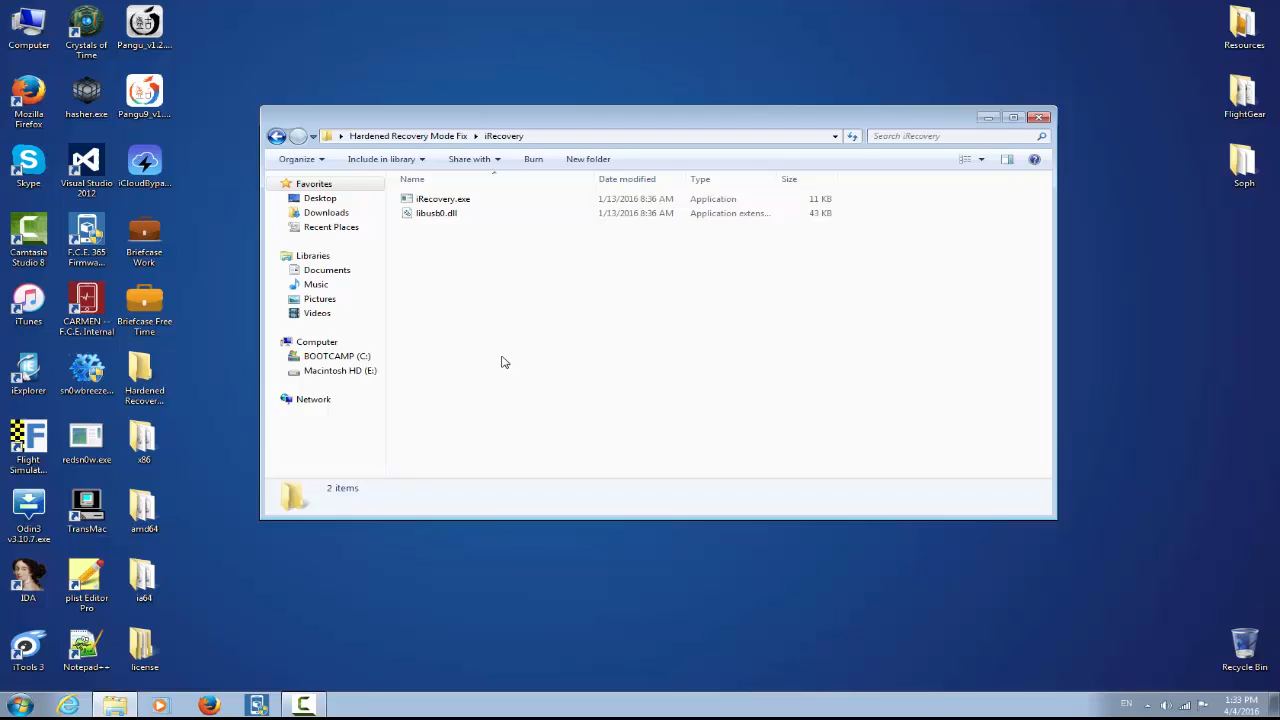 Computer
Crystals of
Time
Pangu_v1.2....
Mozilla
Firefox
hasher.exe
Pangu9_v1....
Skype
Visual Studio
2012
iCloudBypa...
Camtasia
Studio 8
F.C.E. 365
Firmwa...
Briefcase
Work
iTunes
CARMEN --
F.C.E. Internal
Briefcase Free
Time
iExplorer
sn0wbreeze...
Hardened
Recover...
Flight
Simulat...
redsn0w.exe
x86
Odin3
v3.10.7.exe
TransMac
amd64
IDA
plist Editor
Pro
ia64
iTools 3
Notepad++
license
Hardened Recovery Mode Fix
iRecovery
Search iRecovery
Organize
Include in library
Share with
Burn
New folder
Favorites
Desktop
Downloads
Recent Places
Libraries
Documents
Music
Pictures
Videos
Computer
BOOTCAMP (C:)
Macintosh HD (E:)
Network
Name Date modified Type Size
iRecovery.exe 1/13/2016 8:36 AM Application 11 KB
libusb0.dll 1/13/2016 8:36 AM Application extens... 43 KB
2 items
Resources
FlightGear
Soph
Recycle Bin
EN
1:33 PM
4/4/2016